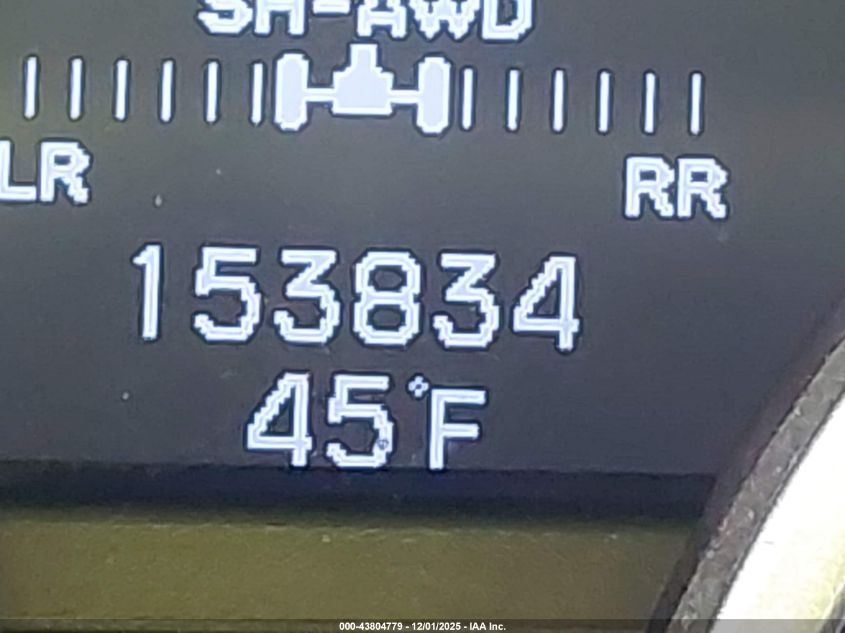 SH-AWD
LR RR
153834
45°F
000-43804779 - 12/01/2025 - IAA Inc.